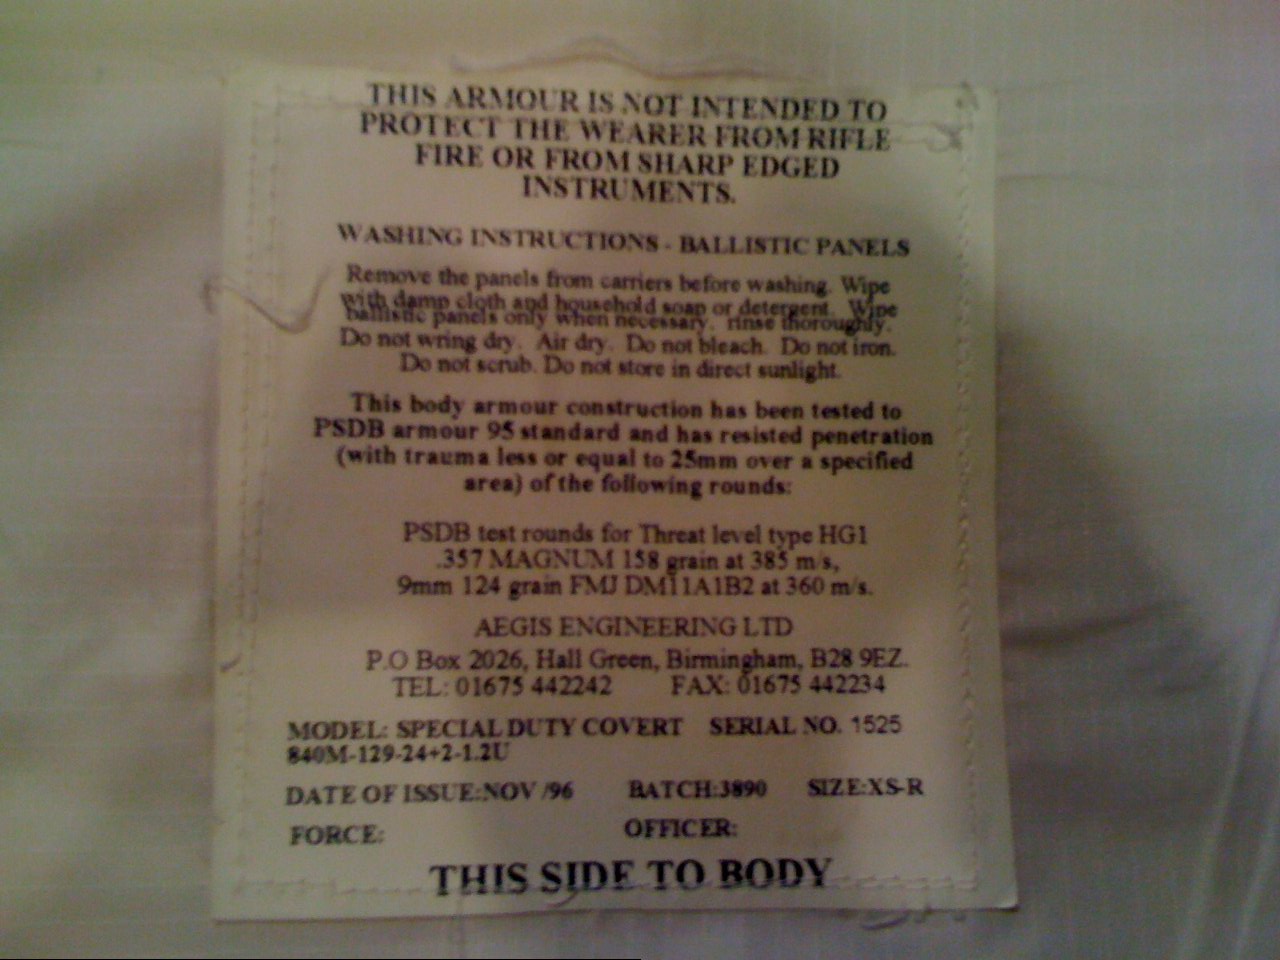 THIS ARMOUR IS NOT INTENDED TO
PROTECT THE WEARER FROM RIFLE
FIRE OR FROM SHARP EDGED
INSTRUMENTS.
WASHING INSTRUCTIONS - BALLISTIC PANELS
Remove the panels from carriers before washing. Wipe
with damp cloth and household soap or detergent. Wipe
ballistic panels only when necessary. rinse thoroughly.
Do not wring dry. Air dry. Do not bleach. Do not iron.
Do not scrub. Do not store in direct sunlight.
This body armour construction has been tested to
PSDB armour 95 standard and has resisted penetration
(with trauma less or equal to 25mm over a specified
area) of the following rounds:
PSDB test rounds for Threat level type HG1
.357 MAGNUM 158 grain at 385 m/s,
9mm 124 grain FMJ DM11A1B2 at 360 m/s.
AEGIS ENGINEERING LTD
P.O Box 2026, Hall Green, Birmingham, B28 9EZ.
TEL: 01675 442242 FAX: 01675 442234
MODEL: SPECIAL DUTY COVERT SERIAL NO. 1525
840M-129-24+2-1.2U
DATE OF ISSUE:NOV /96 BATCH:3890 SIZE:XS-R
FORCE: OFFICER:
THIS SIDE TO BODY